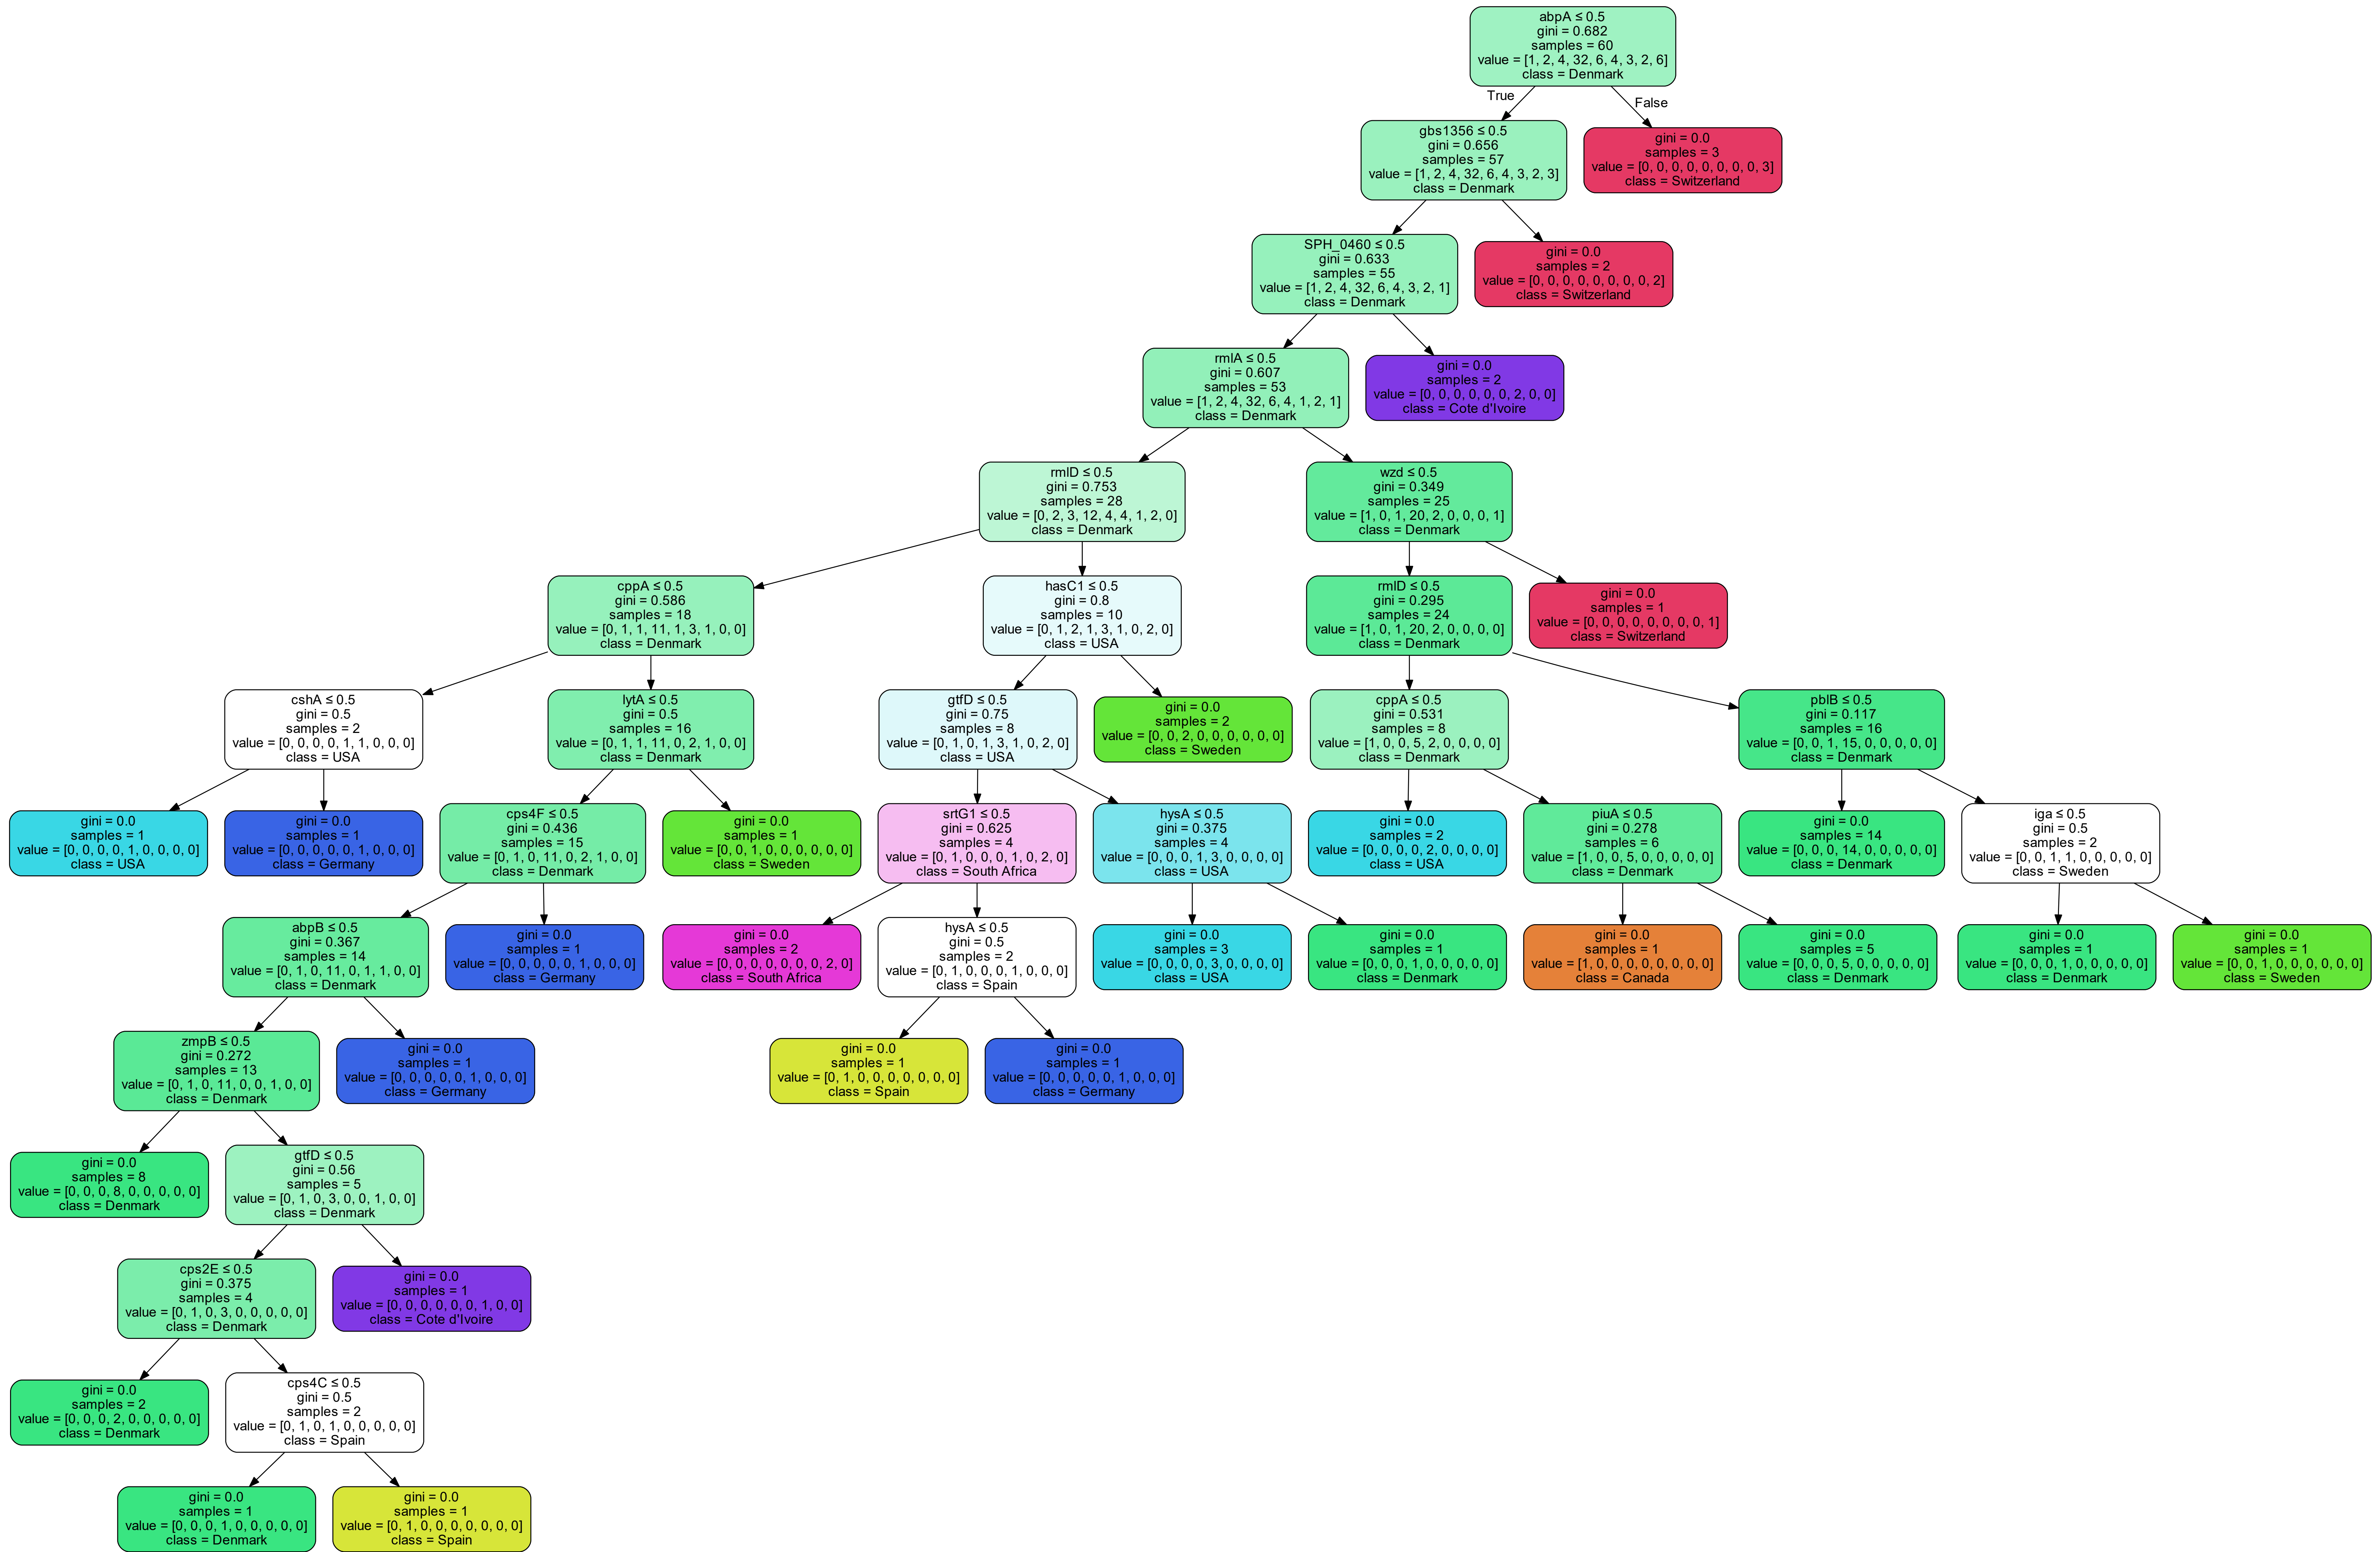 abpA ≤ 0.5
gini = 0.682
samples = 60
value = [1, 2, 4, 32, 6, 4, 3, 2, 6]
class = Denmark
True
False
gbs1356 ≤ 0.5
gini = 0.656
samples = 57
value = [1, 2, 4, 32, 6, 4, 3, 2, 3]
class = Denmark
gini = 0.0
samples = 3
value = [0, 0, 0, 0, 0, 0, 0, 0, 3]
class = Switzerland
SPH_0460 ≤ 0.5
gini = 0.633
samples = 55
value = [1, 2, 4, 32, 6, 4, 3, 2, 1]
class = Denmark
gini = 0.0
samples = 2
value = [0, 0, 0, 0, 0, 0, 0, 0, 2]
class = Switzerland
rmlA ≤ 0.5
gini = 0.607
samples = 53
value = [1, 2, 4, 32, 6, 4, 1, 2, 1]
class = Denmark
gini = 0.0
samples = 2
value = [0, 0, 0, 0, 0, 0, 2, 0, 0]
class = Cote d'Ivoire
rmlD ≤ 0.5
gini = 0.753
samples = 28
value = [0, 2, 3, 12, 4, 4, 1, 2, 0]
class = Denmark
wzd ≤ 0.5
gini = 0.349
samples = 25
value = [1, 0, 1, 20, 2, 0, 0, 0, 1]
class = Denmark
cppA ≤ 0.5
gini = 0.586
samples = 18
value = [0, 1, 1, 11, 1, 3, 1, 0, 0]
class = Denmark
hasC1 ≤ 0.5
gini = 0.8
samples = 10
value = [0, 1, 2, 1, 3, 1, 0, 2, 0]
class = USA
rmlD ≤ 0.5
gini = 0.295
samples = 24
value = [1, 0, 1, 20, 2, 0, 0, 0, 0]
class = Denmark
gini = 0.0
samples = 1
value = [0, 0, 0, 0, 0, 0, 0, 0, 1]
class = Switzerland
cshA ≤ 0.5
gini = 0.5
samples = 2
value = [0, 0, 0, 0, 1, 1, 0, 0, 0]
class = USA
lytA ≤ 0.5
gini = 0.5
samples = 16
value = [0, 1, 1, 11, 0, 2, 1, 0, 0]
class = Denmark
gtfD ≤ 0.5
gini = 0.75
samples = 8
value = [0, 1, 0, 1, 3, 1, 0, 2, 0]
class = USA
gini = 0.0
samples = 2
value = [0, 0, 2, 0, 0, 0, 0, 0, 0]
class = Sweden
cppA ≤ 0.5
gini = 0.531
samples = 8
value = [1, 0, 0, 5, 2, 0, 0, 0, 0]
class = Denmark
pblB ≤ 0.5
gini = 0.117
samples = 16
value = [0, 0, 1, 15, 0, 0, 0, 0, 0]
class = Denmark
gini = 0.0
samples = 1
value = [0, 0, 0, 0, 1, 0, 0, 0, 0]
class = USA
gini = 0.0
samples = 1
value = [0, 0, 0, 0, 0, 1, 0, 0, 0]
class = Germany
cps4F ≤ 0.5
gini = 0.436
samples = 15
value = [0, 1, 0, 11, 0, 2, 1, 0, 0]
class = Denmark
gini = 0.0
samples = 1
value = [0, 0, 1, 0, 0, 0, 0, 0, 0]
class = Sweden
srtG1 ≤ 0.5
gini = 0.625
samples = 4
value = [0, 1, 0, 0, 0, 1, 0, 2, 0]
class = South Africa
hysA ≤ 0.5
gini = 0.375
samples = 4
value = [0, 0, 0, 1, 3, 0, 0, 0, 0]
class = USA
gini = 0.0
samples = 2
value = [0, 0, 0, 0, 2, 0, 0, 0, 0]
class = USA
piuA ≤ 0.5
gini = 0.278
samples = 6
value = [1, 0, 0, 5, 0, 0, 0, 0, 0]
class = Denmark
gini = 0.0
samples = 14
value = [0, 0, 0, 14, 0, 0, 0, 0, 0]
class = Denmark
iga ≤ 0.5
gini = 0.5
samples = 2
value = [0, 0, 1, 1, 0, 0, 0, 0, 0]
class = Sweden
abpB ≤ 0.5
gini = 0.367
samples = 14
value = [0, 1, 0, 11, 0, 1, 1, 0, 0]
class = Denmark
gini = 0.0
samples = 1
value = [0, 0, 0, 0, 0, 1, 0, 0, 0]
class = Germany
gini = 0.0
samples = 2
value = [0, 0, 0, 0, 0, 0, 0, 2, 0]
class = South Africa
hysA ≤ 0.5
gini = 0.5
samples = 2
value = [0, 1, 0, 0, 0, 1, 0, 0, 0]
class = Spain
gini = 0.0
samples = 3
value = [0, 0, 0, 0, 3, 0, 0, 0, 0]
class = USA
gini = 0.0
samples = 1
value = [0, 0, 0, 1, 0, 0, 0, 0, 0]
class = Denmark
gini = 0.0
samples = 1
value = [1, 0, 0, 0, 0, 0, 0, 0, 0]
class = Canada
gini = 0.0
samples = 5
value = [0, 0, 0, 5, 0, 0, 0, 0, 0]
class = Denmark
gini = 0.0
samples = 1
value = [0, 0, 0, 1, 0, 0, 0, 0, 0]
class = Denmark
gini = 0.0
samples = 1
value = [0, 0, 1, 0, 0, 0, 0, 0, 0]
class = Sweden
zmpB ≤ 0.5
gini = 0.272
samples = 13
value = [0, 1, 0, 11, 0, 0, 1, 0, 0]
class = Denmark
gini = 0.0
samples = 1
value = [0, 0, 0, 0, 0, 1, 0, 0, 0]
class = Germany
gini = 0.0
samples = 1
value = [0, 1, 0, 0, 0, 0, 0, 0, 0]
class = Spain
gini = 0.0
samples = 1
value = [0, 0, 0, 0, 0, 1, 0, 0, 0]
class = Germany
gini = 0.0
samples = 8
value = [0, 0, 0, 8, 0, 0, 0, 0, 0]
class = Denmark
gtfD ≤ 0.5
gini = 0.56
samples = 5
value = [0, 1, 0, 3, 0, 0, 1, 0, 0]
class = Denmark
cps2E ≤ 0.5
gini = 0.375
samples = 4
value = [0, 1, 0, 3, 0, 0, 0, 0, 0]
class = Denmark
gini = 0.0
samples = 1
value = [0, 0, 0, 0, 0, 0, 1, 0, 0]
class = Cote d'Ivoire
gini = 0.0
samples = 2
value = [0, 0, 0, 2, 0, 0, 0, 0, 0]
class = Denmark
cps4C ≤ 0.5
gini = 0.5
samples = 2
value = [0, 1, 0, 1, 0, 0, 0, 0, 0]
class = Spain
gini = 0.0
samples = 1
value = [0, 0, 0, 1, 0, 0, 0, 0, 0]
class = Denmark
gini = 0.0
samples = 1
value = [0, 1, 0, 0, 0, 0, 0, 0, 0]
class = Spain